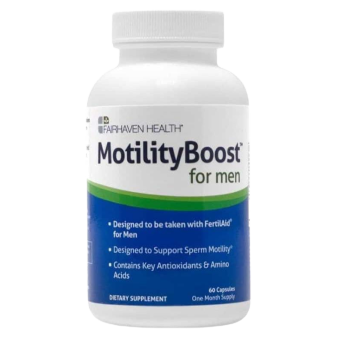 FAIRHAVEN HEALTH®
MotilityBoost™
for men
• Designed to be taken with FertilAid®
for Men
• Designed to Support Sperm Motility*
• Contains Key Antioxidants & Amino
Acids
60 Capsules
DIETARY SUPPLEMENT
One Month Supply